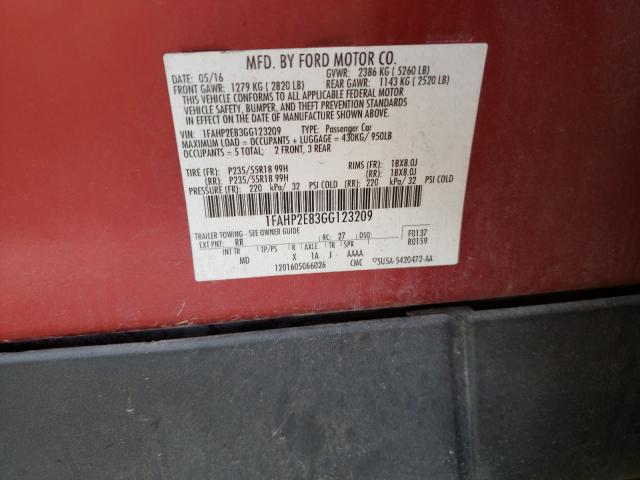 MFD. BY FORD MOTOR CO.
DATE: 05/16 GVWR: 2386 KG ( 5260 LB)
FRONT GAWR: 1279 KG ( 2820 LB) REAR GAWR: 1143 KG ( 2520 LB)
THIS VEHICLE CONFORMS TO ALL APPLICABLE FEDERAL MOTOR
VEHICLE SAFETY, BUMPER, AND THEFT PREVENTION STANDARDS
IN EFFECT ON THE DATE OF MANUFACTURE SHOWN ABOVE.
VIN: 1FAHP2E83GG123209 TYPE: Passenger Car
MAXIMUM LOAD = OCCUPANTS + LUGGAGE = 430KG/ 950LB
OCCUPANTS = 5 TOTAL; 2 FRONT, 3 REAR
TIRE (FR): P235/55R18 99H RIMS (FR): 18X8.0J
(RR): P235/55R18 99H (RR): 18X8.0J
PRESSURE (FR): 220 kPa/ 32 PSI COLD (RR): 220 kPa/ 32 PSI COLD
1FAHP2E83GG123209
TRAILER TOWING - SEE OWNER GUIDE
EXT PNT: RR RC: 27 DSO: F0137
R0159
INT TR TP/PS R AXLE TR SPR
MD X 1A J AAAA
1201605066026 CMC 5U5A-5420472-AA